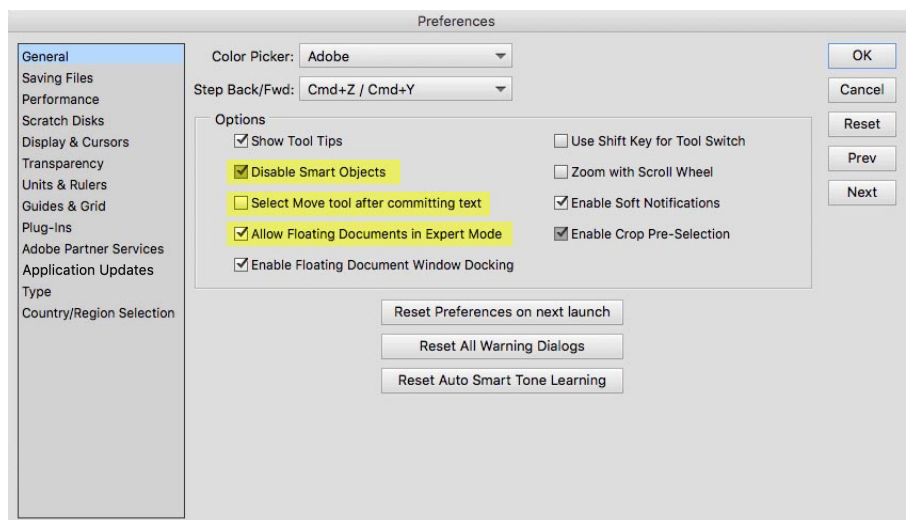 Preferences
General
Saving Files
Performance
Scratch Disks
Display & Cursors
Transparency
Units & Rulers
Guides & Grid
Plug-Ins
Adobe Partner Services
Application Updates
Type
Country/Region Selection
Color Picker: Adobe
Step Back/Fwd: Cmd+Z / Cmd+Y
Options
Show Tool Tips
Disable Smart Objects
Select Move tool after committing text
Allow Floating Documents in Expert Mode
Enable Floating Document Window Docking
Use Shift Key for Tool Switch
Zoom with Scroll Wheel
Enable Soft Notifications
Enable Crop Pre-Selection
Reset Preferences on next launch
Reset All Warning Dialogs
Reset Auto Smart Tone Learning
OK
Cancel
Reset
Prev
Next